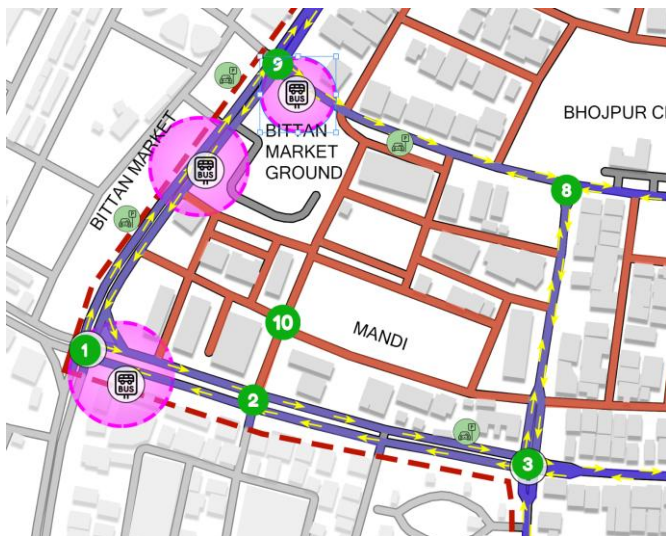 P
9
BUS
BITTAN
MARKET
GROUND
BHOJPUR C
P
BUS
BITTAN MARKET
8
P
10
MANDI
1
BUS
2
P
3